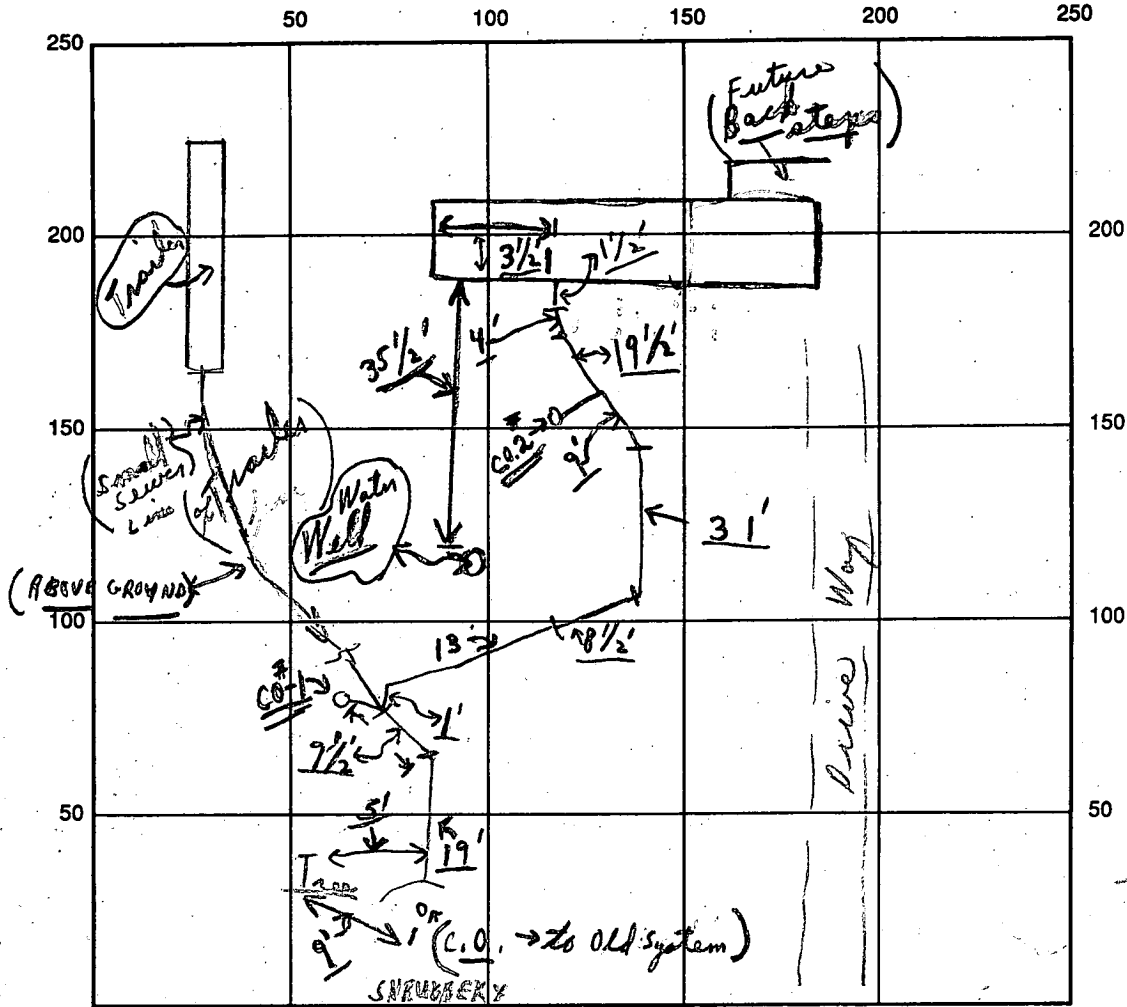 50 100 150 200 250
250
(Future
Back steps)
200 200
Trailer
3 1/2'
1 1/2'
4'
19 1/2'
35 1/2'
150 150
CO.2#
9'
(Small
Sewer
Line
of Trailer)
Water
Well
31'
(ABOVE GROUND)
100 100
13'
8 1/2'
CO-1#
1'
9 1/2'
Drive Way
50 50
5'
19'
Tree
9'
1' OR
(C.O. → to Old System)
SHRUBBERY